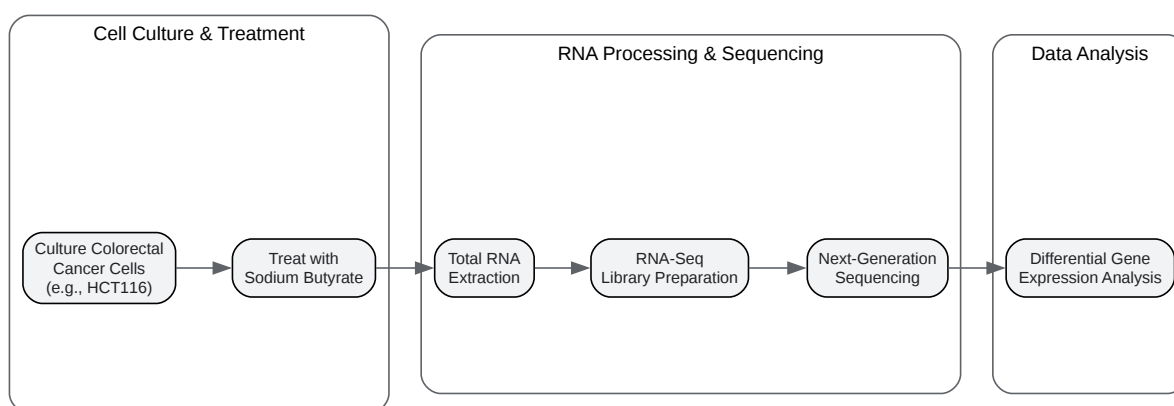 Cell Culture & Treatment
RNA Processing & Sequencing
Data Analysis
Culture Colorectal
Cancer Cells
(e.g., HCT116)
Treat with
Sodium Butyrate
Total RNA
Extraction
RNA-Seq
Library Preparation
Next-Generation
Sequencing
Differential Gene
Expression Analysis